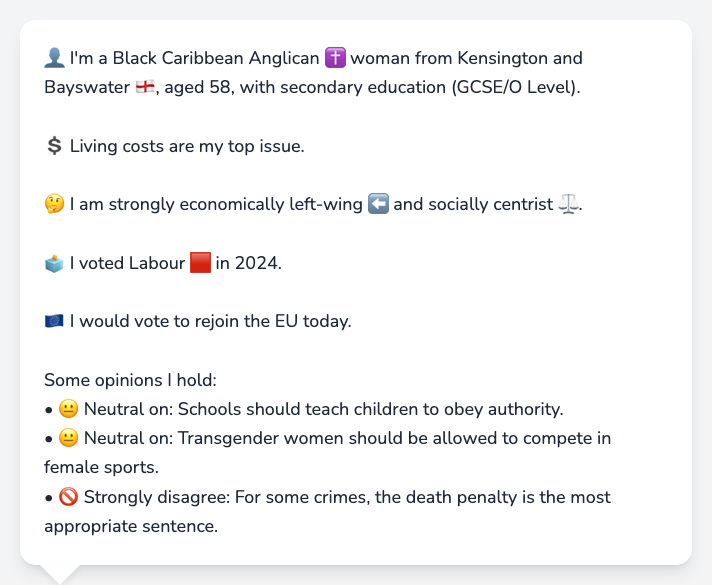 👤 I'm a Black Caribbean Anglican ✝️ woman from Kensington and
Bayswater 🏴󠁧󠁢󠁥󠁮󠁧󠁿, aged 58, with secondary education (GCSE/O Level).
💲 Living costs are my top issue.
🤔 I am strongly economically left-wing ⬅️ and socially centrist ⚖️.
🗳️ I voted Labour 🟥 in 2024.
🇪🇺 I would vote to rejoin the EU today.
Some opinions I hold:
• 😐 Neutral on: Schools should teach children to obey authority.
• 😐 Neutral on: Transgender women should be allowed to compete in
female sports.
• 🚫 Strongly disagree: For some crimes, the death penalty is the most
appropriate sentence.